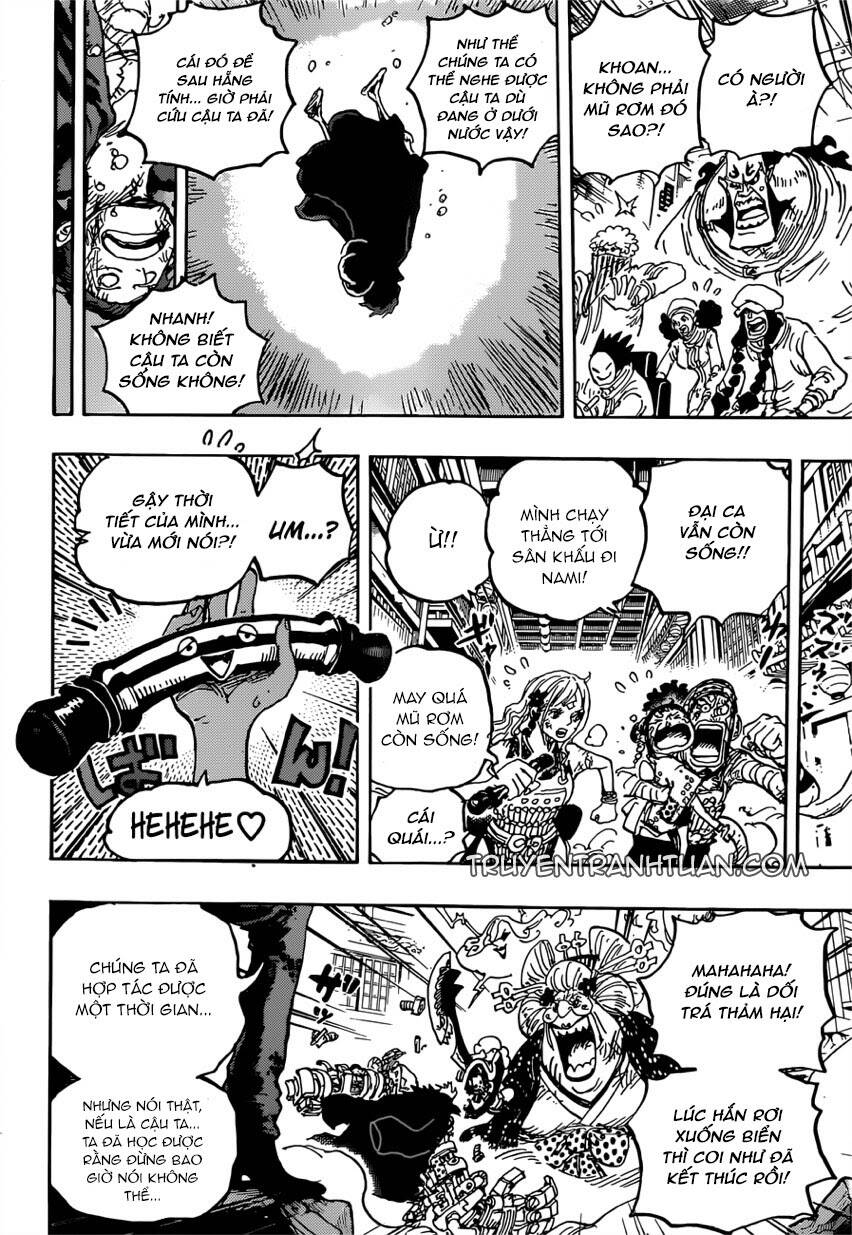 CÓ NGƯỜI
À?!
KHOAN...
KHÔNG PHẢI
MŨ RƠM ĐÓ
SAO?!
NHƯ THẾ
CHÚNG TA CÓ
THỂ NGHE ĐƯỢC
CẬU TA DÙ
ĐANG Ở DƯỚI
NƯỚC VẬY!
CÁI ĐÓ ĐỂ
SAU HẴNG
TÍNH... GIỜ PHẢI
CỨU CẬU TA ĐÃ!
NHANH!
KHÔNG BIẾT
CẬU TA CÒN
SỐNG KHÔNG!
ĐẠI CA
VẪN CÒN
SỐNG!!
MÌNH CHẠY
THẲNG TỚI
SÂN KHẤU ĐI
NAMI!
Ừ!!
MAY QUÁ
MŨ RƠM
CÒN SỐNG!
CÁI
QUÁI...?
UM...?
GẬY THỜI
TIẾT CỦA MÌNH...
VỪA MỚI NÓI?!
ばん!
HEHEHE♡
TRUYENTRANHTUAN.COM
MAHAHAHA!
ĐÚNG LÀ DỐI
TRÁ THẢM HẠI!
LÚC HẮN RƠI
XUỐNG BIỂN
THÌ COI NHƯ ĐÃ
KẾT THÚC RỒI!
CHÚNG TA ĐÃ
HỢP TÁC ĐƯỢC
MỘT THỜI GIAN...
NHƯNG NÓI THẬT,
NẾU LÀ CẬU TA...
TA ĐÃ HỌC ĐƯỢC
RẰNG ĐỪNG BAO
GIỜ NÓI KHÔNG
THỂ...